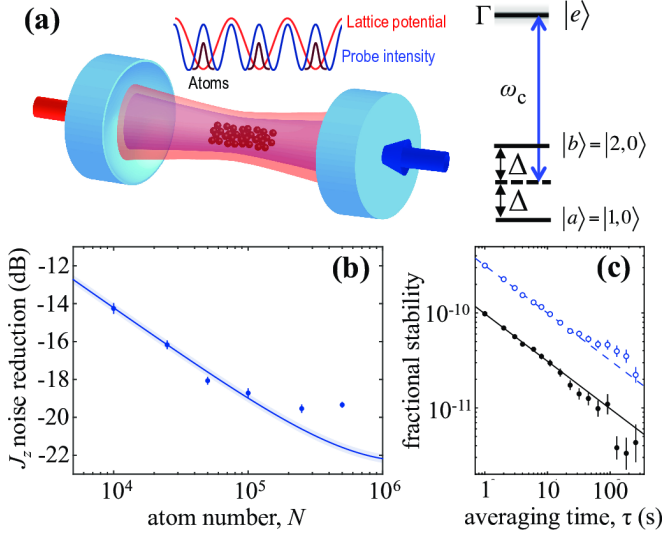 (a)
Lattice potential
Probe intensity
Atoms
Γ
|e⟩
ω_c
|b⟩=|2,0⟩
Δ
Δ
|a⟩=|1,0⟩
(b)
J_z noise reduction (dB)
-12
-14
-16
-18
-20
-22
10^4
10^5
10^6
atom number, N
(c)
fractional stability
10^-10
10^-11
1
10
100
averaging time, τ (s)